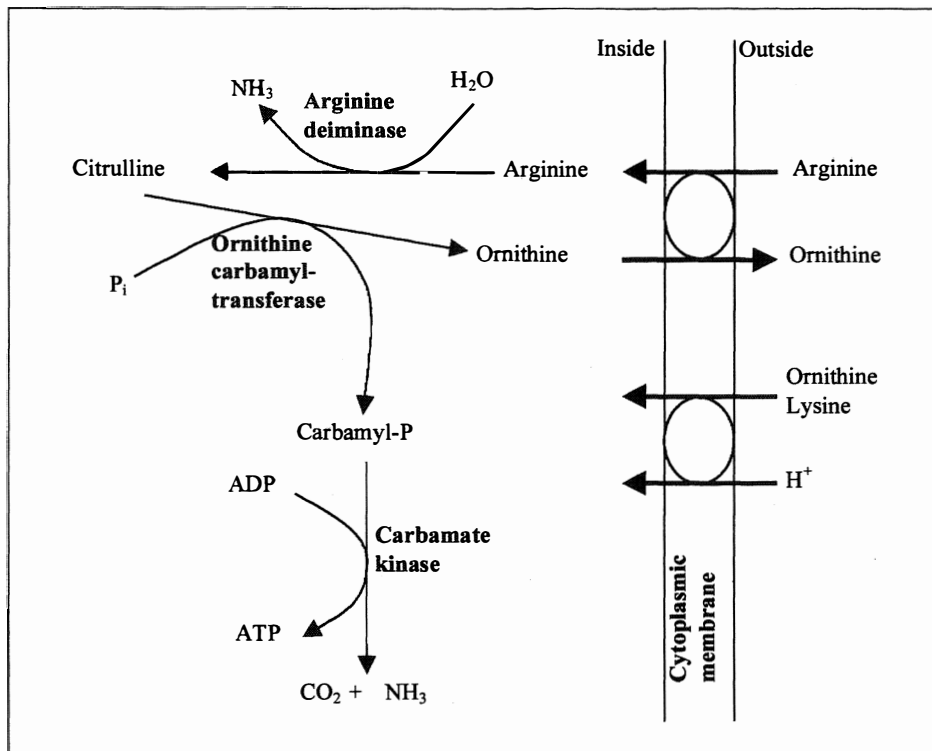 Inside
Outside
NH₃
H₂O
Arginine
deiminase
Citrulline
Arginine
Arginine
Ornithine
carbamyl-
transferase
Ornithine
Ornithine
Pᵢ
Ornithine
Lysine
Carbamyl-P
H⁺
ADP
Carbamate
kinase
ATP
CO₂ + NH₃
Cytoplasmic
membrane